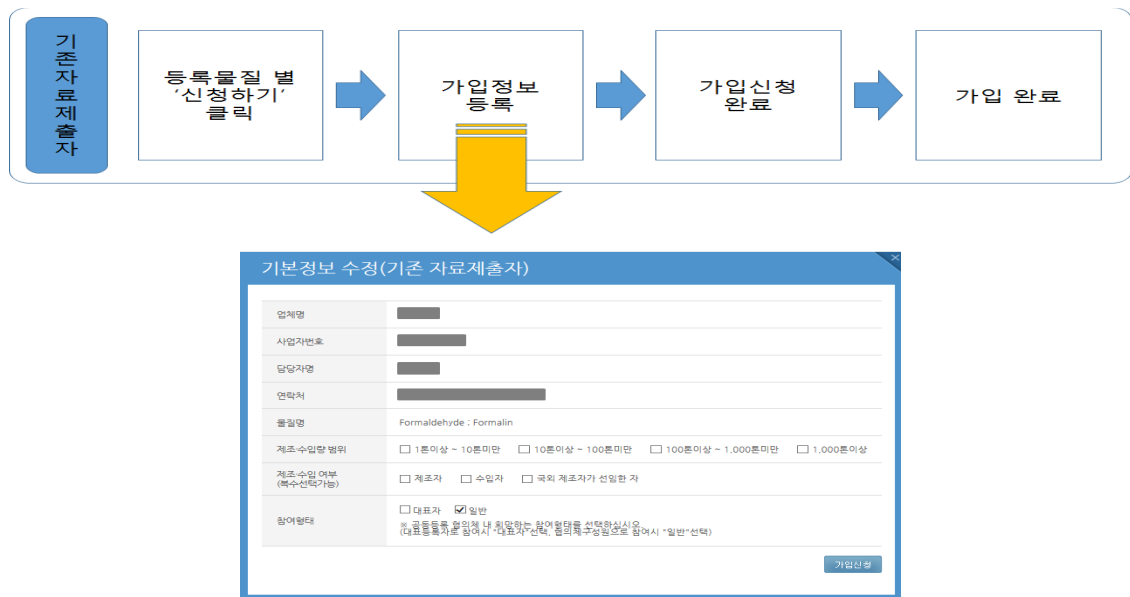 기존자료제출자
등록물질 별
'신청하기'
클릭
가입정보
등록
가입신청
완료
가입 완료
기본정보 수정(기존 자료제출자)
업체명
사업자번호
담당자명
연락처
물질명 Formaldehyde : Formalin
제조·수입량 범위 1톤이상 ~ 10톤미만 10톤이상 ~ 100톤미만 100톤이상 ~ 1,000톤미만 1,000톤이상
제조·수입 여부
(복수선택가능)
제조자 수입자 국외 제조자가 선임한 자
참여형태
대표자 일반
※ 공동등록 협의체 내 희망하는 참여형태를 선택하십시오
(대표등록자로 참여시 "대표자"선택, 협의체구성원으로 참여시 "일반"선택)
가입신청